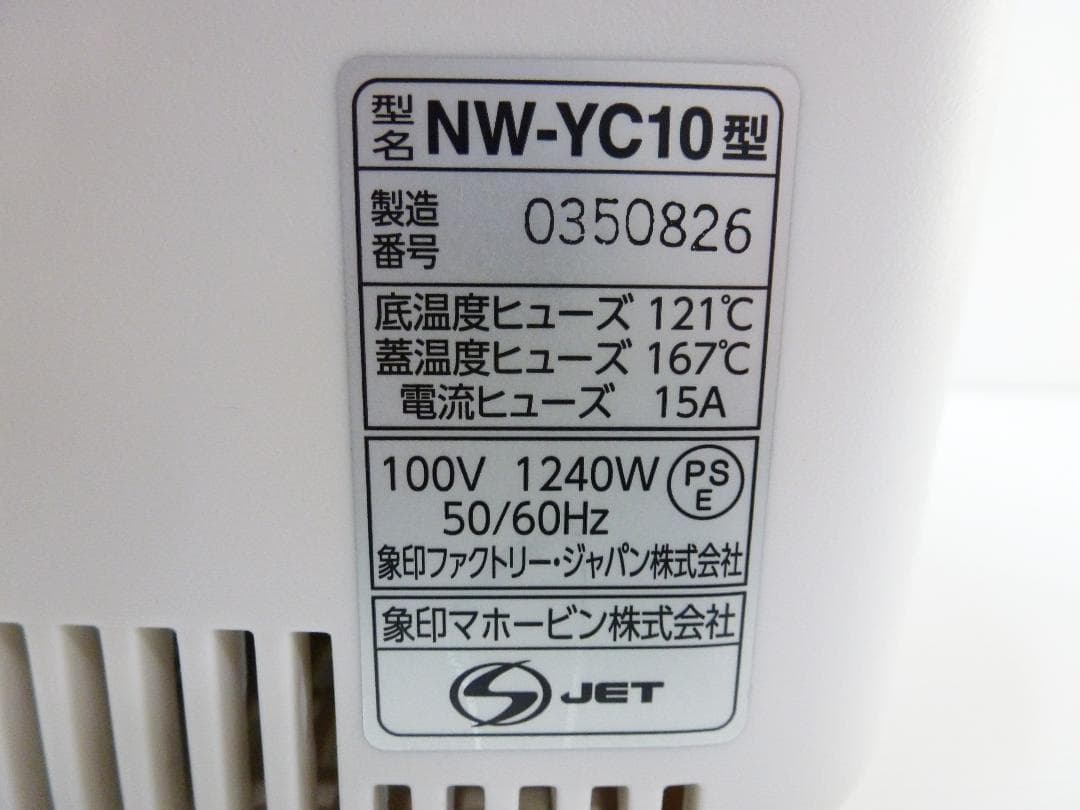 型名 NW-YC10型
製造番号 0350826
底温度ヒューズ 121℃
蓋温度ヒューズ 167℃
電流ヒューズ 15A
100V 1240W PSE
50/60Hz
象印ファクトリー・ジャパン株式会社
象印マホービン株式会社
S JET